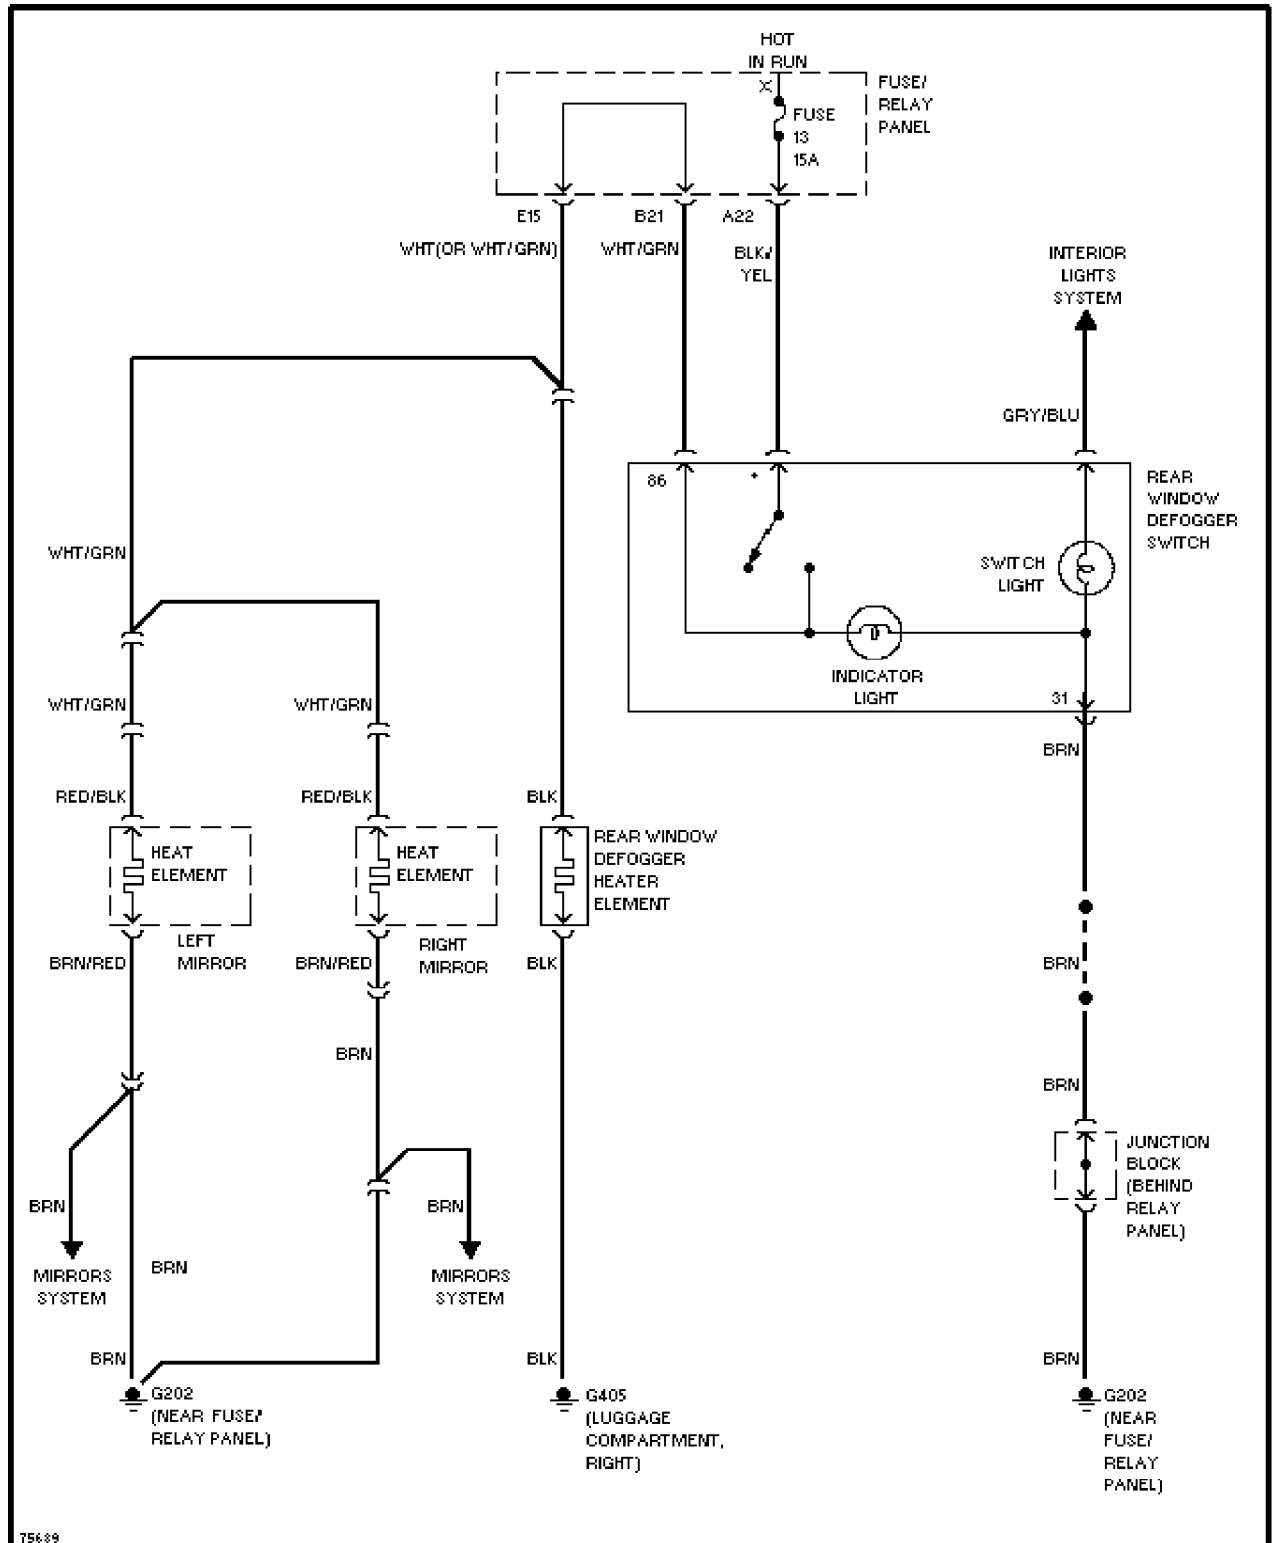 HOT
IN RUN
X
FUSE/
RELAY
PANEL
FUSE
13
15A
E15
B21
A22
WHT(OR WHT/GRN)
WHT/GRN
BLK/
YEL
INTERIOR
LIGHTS
SYSTEM
GRY/BLU
86
+
REAR
WINDOW
DEFOGGER
SWITCH
SWITCH
LIGHT
INDICATOR
LIGHT
31
WHT/GRN
WHT/GRN
WHT/GRN
BRN
RED/BLK
RED/BLK
BLK
HEAT
ELEMENT
HEAT
ELEMENT
REAR WINDOW
DEFOGGER
HEATER
ELEMENT
LEFT
MIRROR
RIGHT
MIRROR
BRN/RED
BRN/RED
BLK
BRN
BRN
BRN
JUNCTION
BLOCK
(BEHIND
RELAY
PANEL)
BRN
BRN
MIRRORS
SYSTEM
BRN
MIRRORS
SYSTEM
BRN
BLK
BRN
G202
(NEAR FUSE/
RELAY PANEL)
G405
(LUGGAGE
COMPARTMENT,
RIGHT)
G202
(NEAR
FUSE/
RELAY
PANEL)
75689